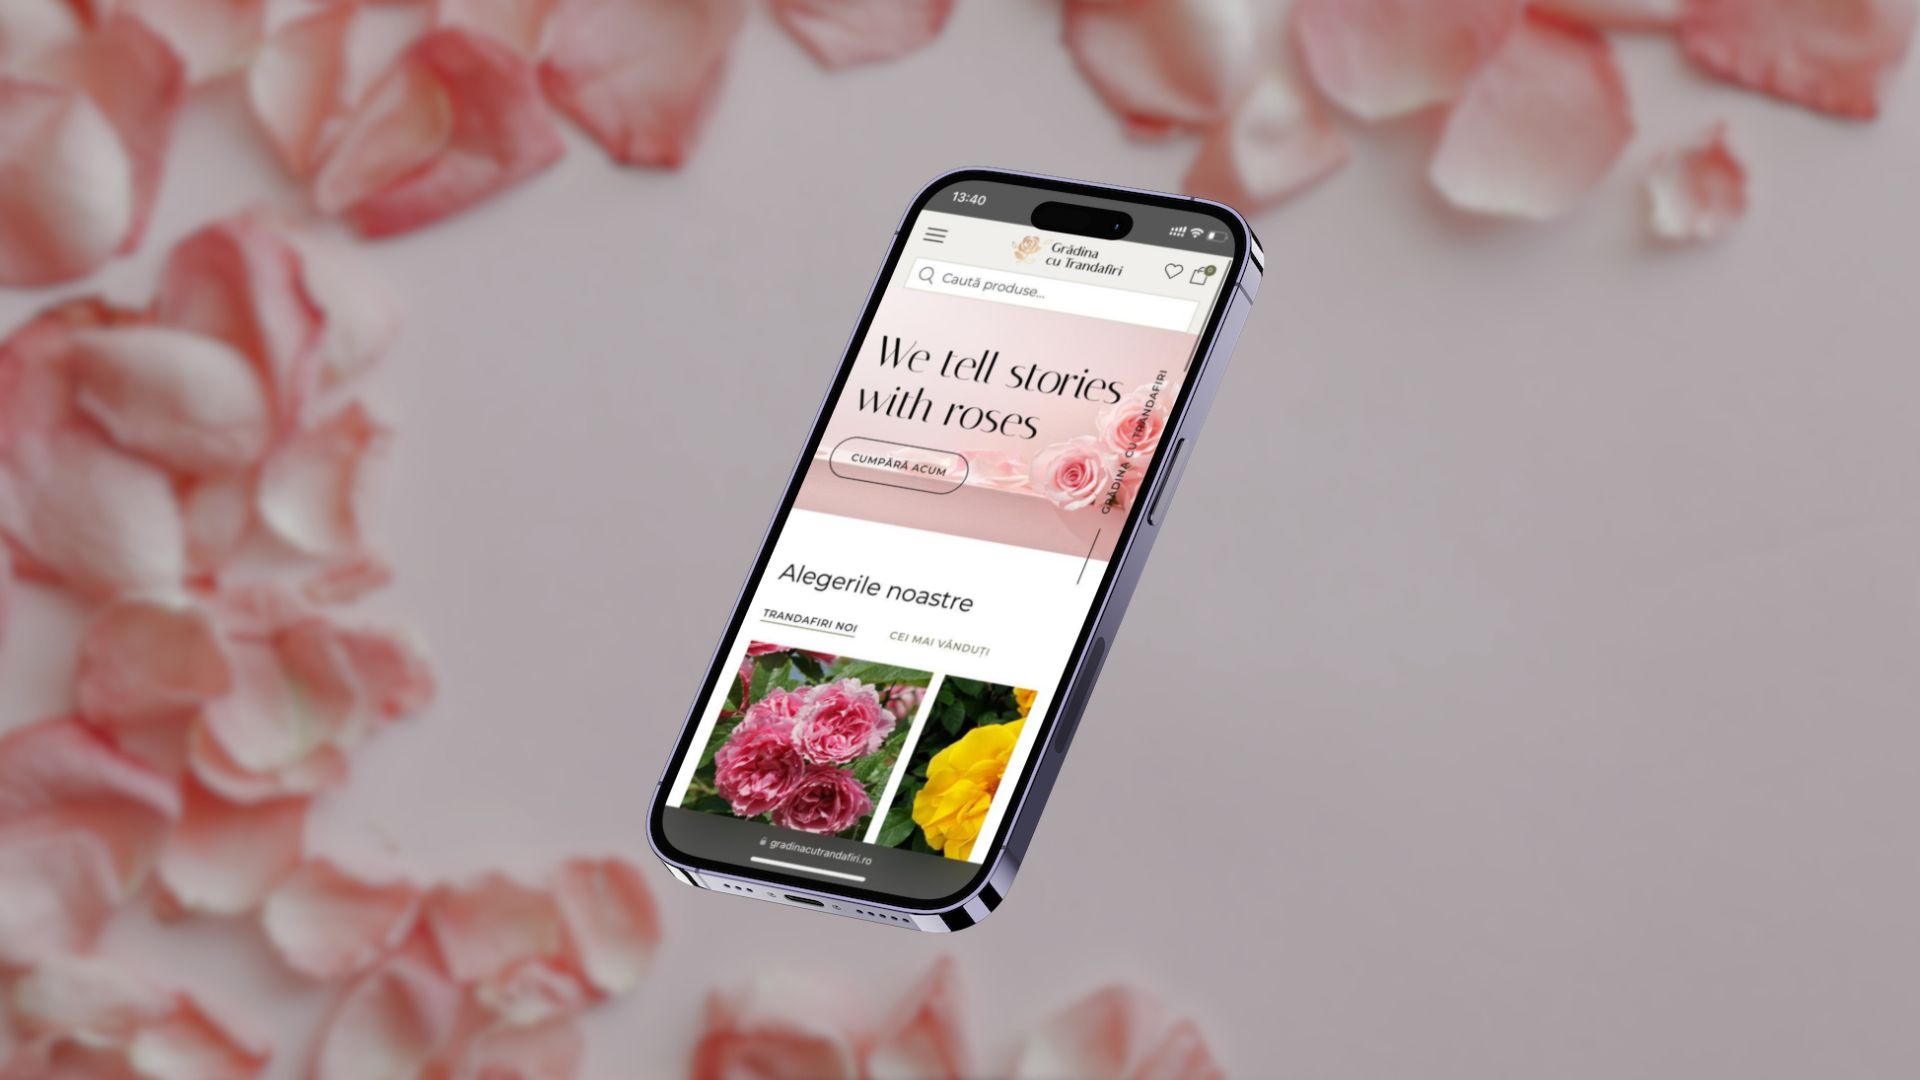 13:40
Grădina
cu Trandafiri
0
Caută produse...
We tell stories
with roses
CUMPĂRĂ ACUM
GRĂDINA CU TRANDAFIRI
Alegerile noastre
TRANDAFIRI NOI
CEI MAI VÂNDUȚI
gradinacutrandafiri.ro